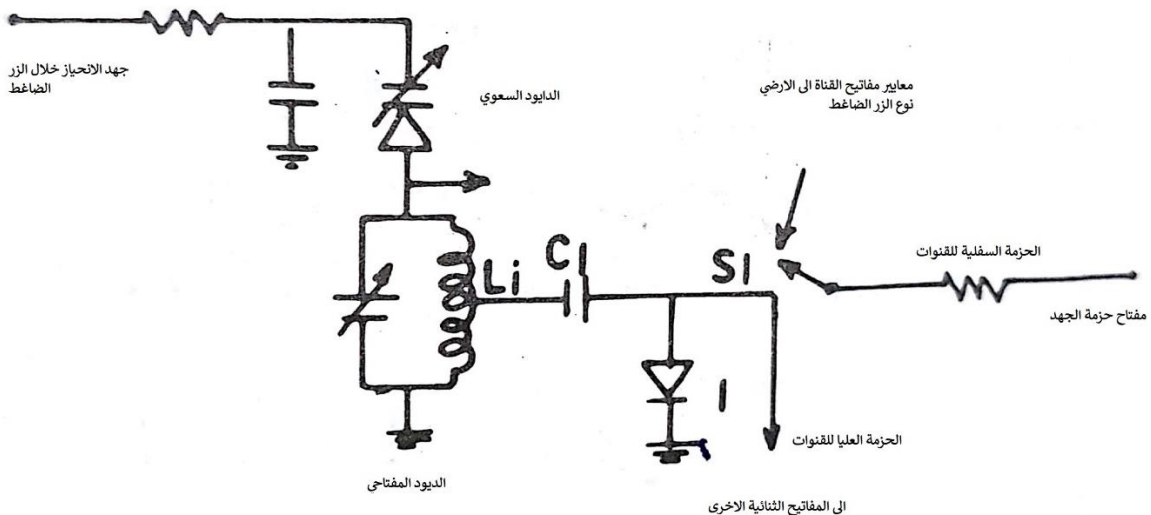 جهد الانحياز خلال الزر
الضاغط
الدايود السعوي
معايير مفاتيح القناة الى الارضي
نوع الزر الضاغط
Li
C1
S1
الحزمة السفلية للقنوات
مفتاح حزمة الجهد
1
الحزمة العليا للقنوات
الديود المفتاحي
الى المفاتيح الثنائية الاخرى